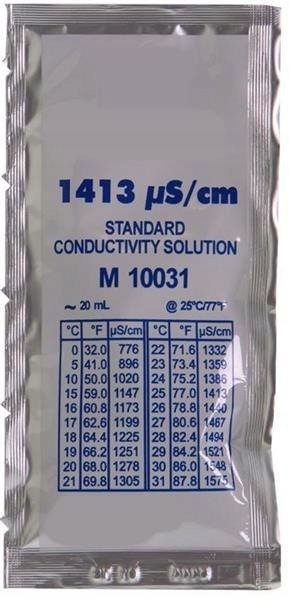 1413 µS/cm
STANDARD
CONDUCTIVITY SOLUTION
M 10031
~ 20 mL @ 25°C/77°F
°C °F µS/cm °C °F µS/cm
0 32.0 776 22 71.6 1332
5 41.0 896 23 73.4 1359
10 50.0 1020 24 75.2 1386
15 59.0 1147 25 77.0 1413
16 60.8 1173 26 78.8 1440
17 62.6 1199 27 80.6 1467
18 64.4 1225 28 82.4 1494
19 66.2 1251 29 84.2 1521
20 68.0 1278 30 86.0 1548
21 69.8 1305 31 87.8 1575